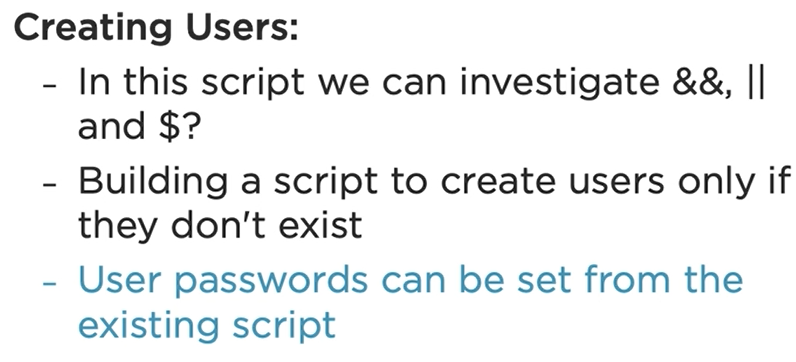 Creating Users:
- In this script we can investigate &&, ||
and $?
- Building a script to create users only if
they don't exist
- User passwords can be set from the
existing script